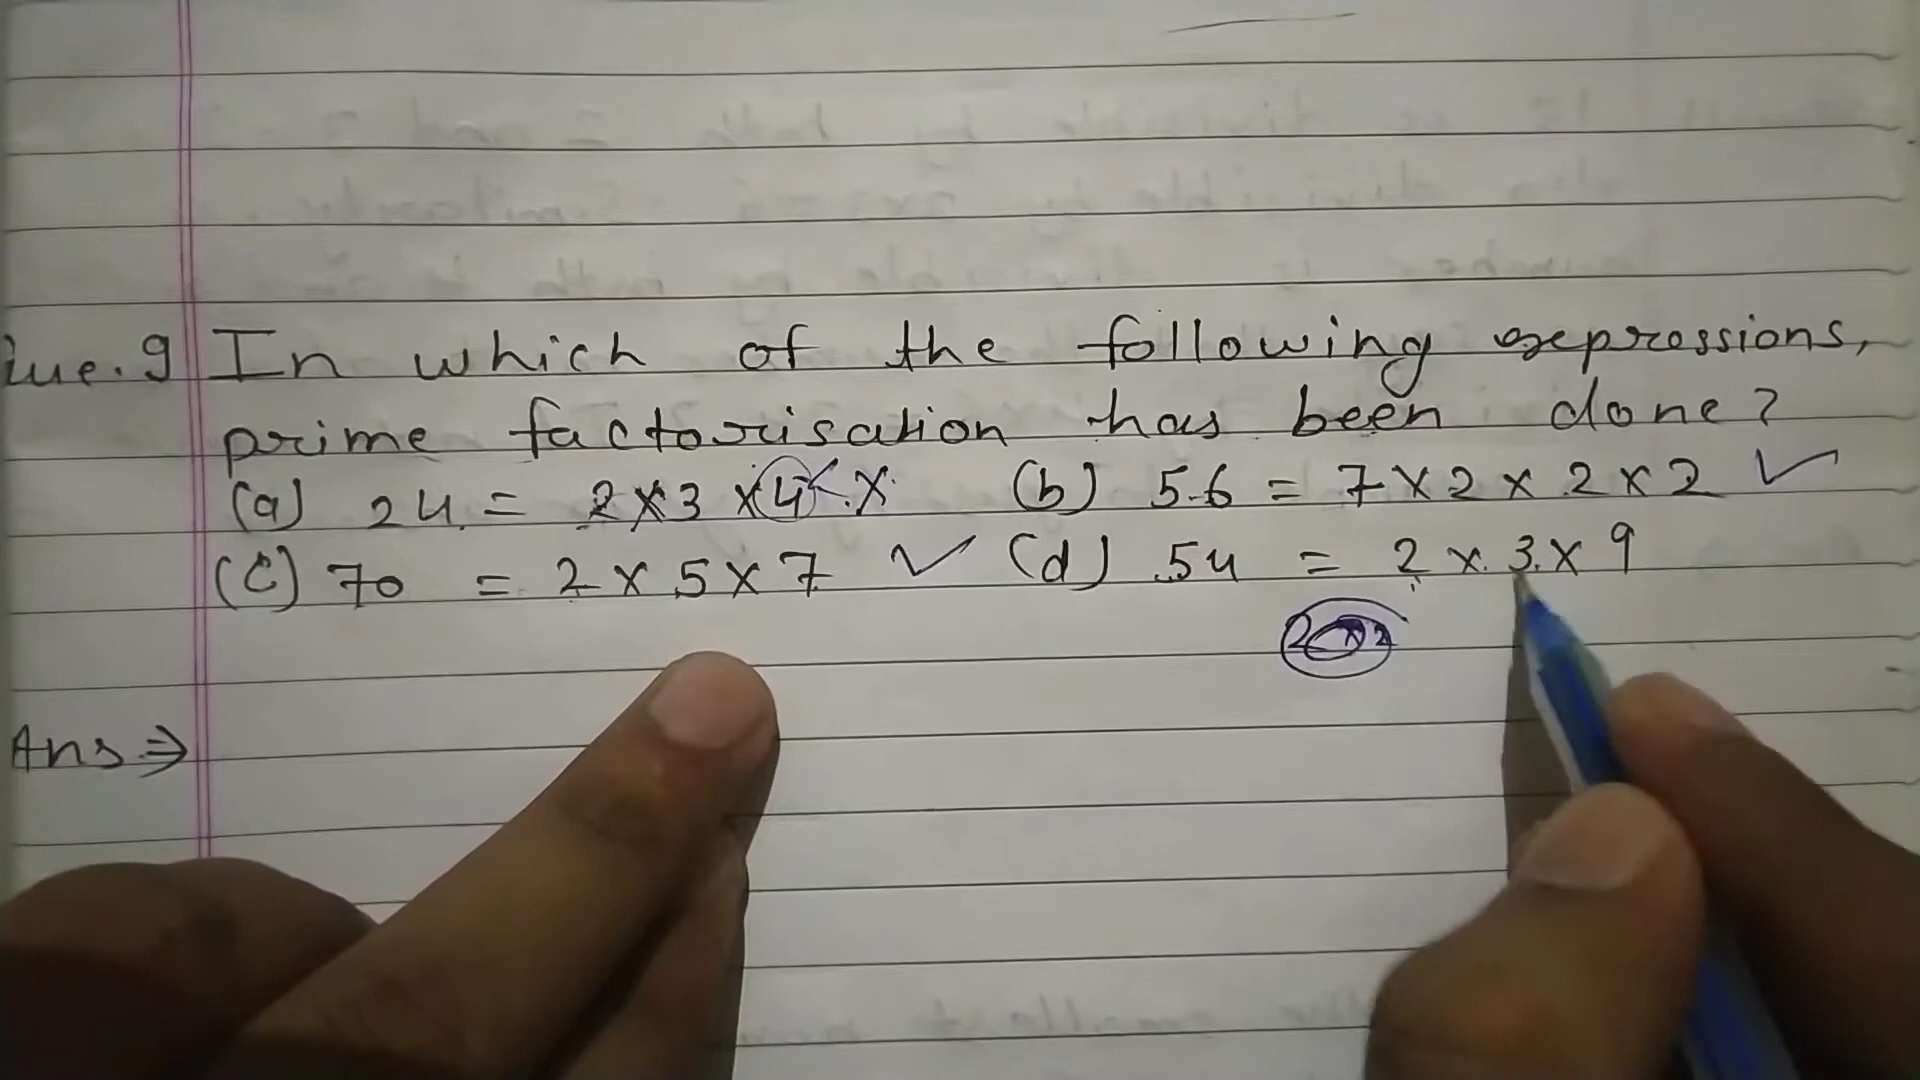 Que.9 In which of the following expressions,
prime factorisation has been done?
(a) 24 = 2×3×4 × (b) 56 = 7×2×2×2 ✓
(c) 70 = 2×5×7 ✓ (d) 54 = 2×3×9
Ans ⇒